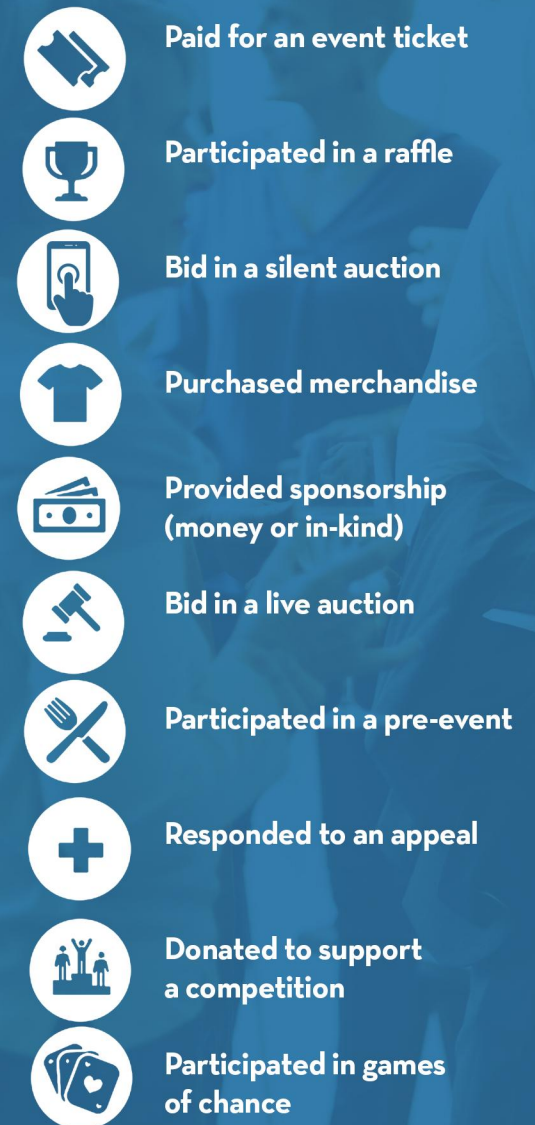 Paid for an event ticket
Participated in a raffle
Bid in a silent auction
Purchased merchandise
Provided sponsorship
(money or in-kind)
Bid in a live auction
Participated in a pre-event
Responded to an appeal
Donated to support
a competition
Participated in games
of chance